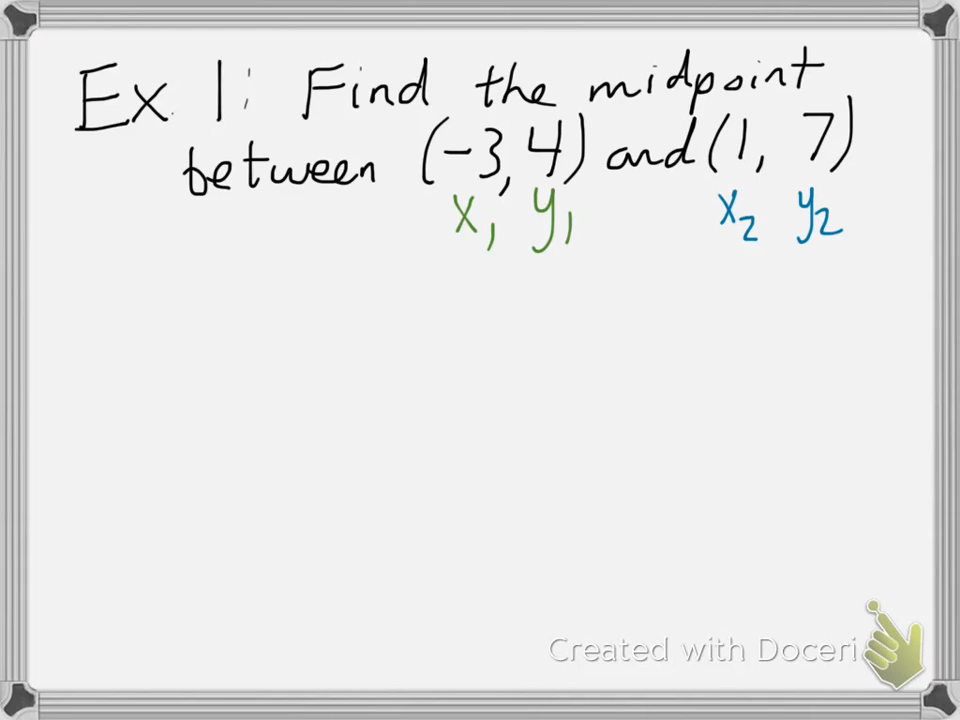 Ex 1: Find the midpoint
between (-3, 4) and (1, 7)
x₁ y₁ x₂ y₂
Created with Doceri